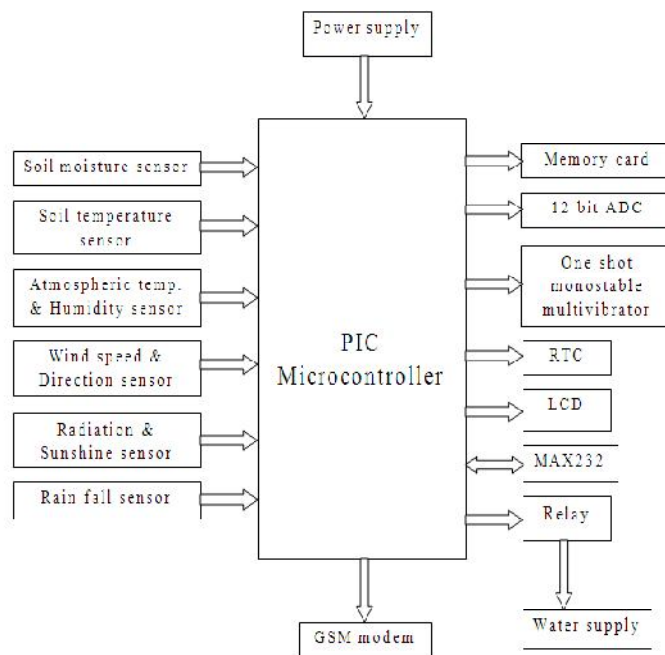 Power supply
Soil moisture sensor
Soil temperature
sensor
Atmospheric temp.
& Humidity sensor
Wind speed &
Direction sensor
Radiation &
Sunshine sensor
Rain fall sensor
PIC
Microcontroller
Memory card
12 bit ADC
One shot
monostable
multivibrator
RTC
LCD
MAX232
Relay
Water supply
GSM modem